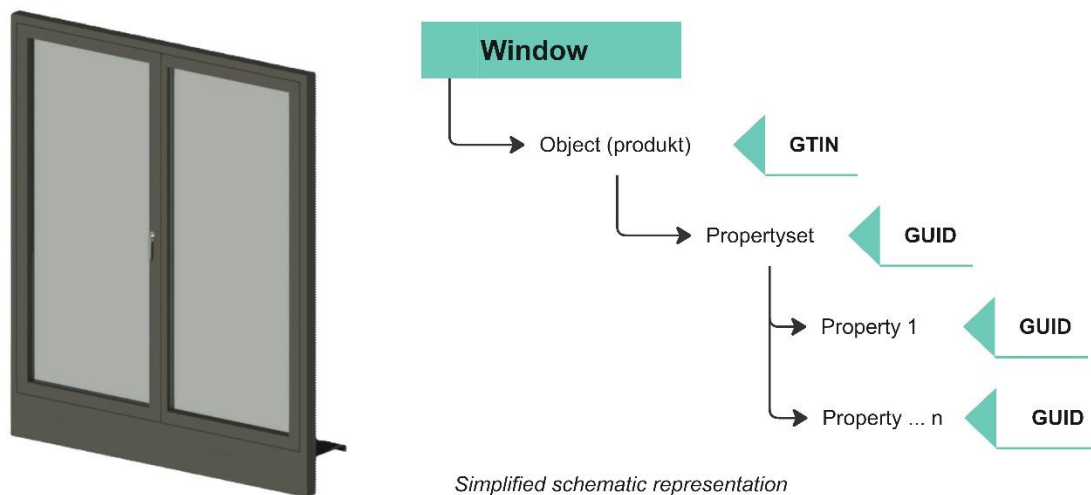 Window
Object (produkt)
GTIN
Propertyset
GUID
Property 1
GUID
Property ... n
GUID
Simplified schematic representation